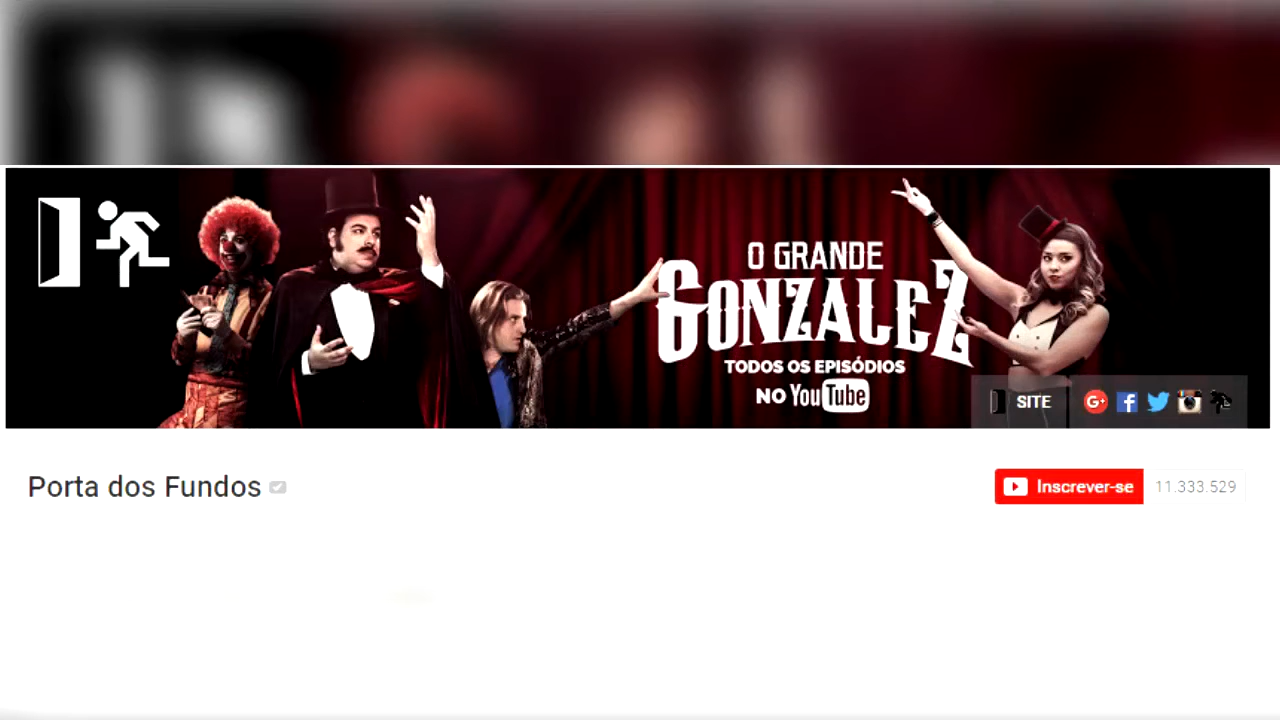 O GRANDE
GONZALEZ
TODOS OS EPISÓDIOS
NO YouTube
SITE
G+
Porta dos Fundos
Inscrever-se 11.333.529